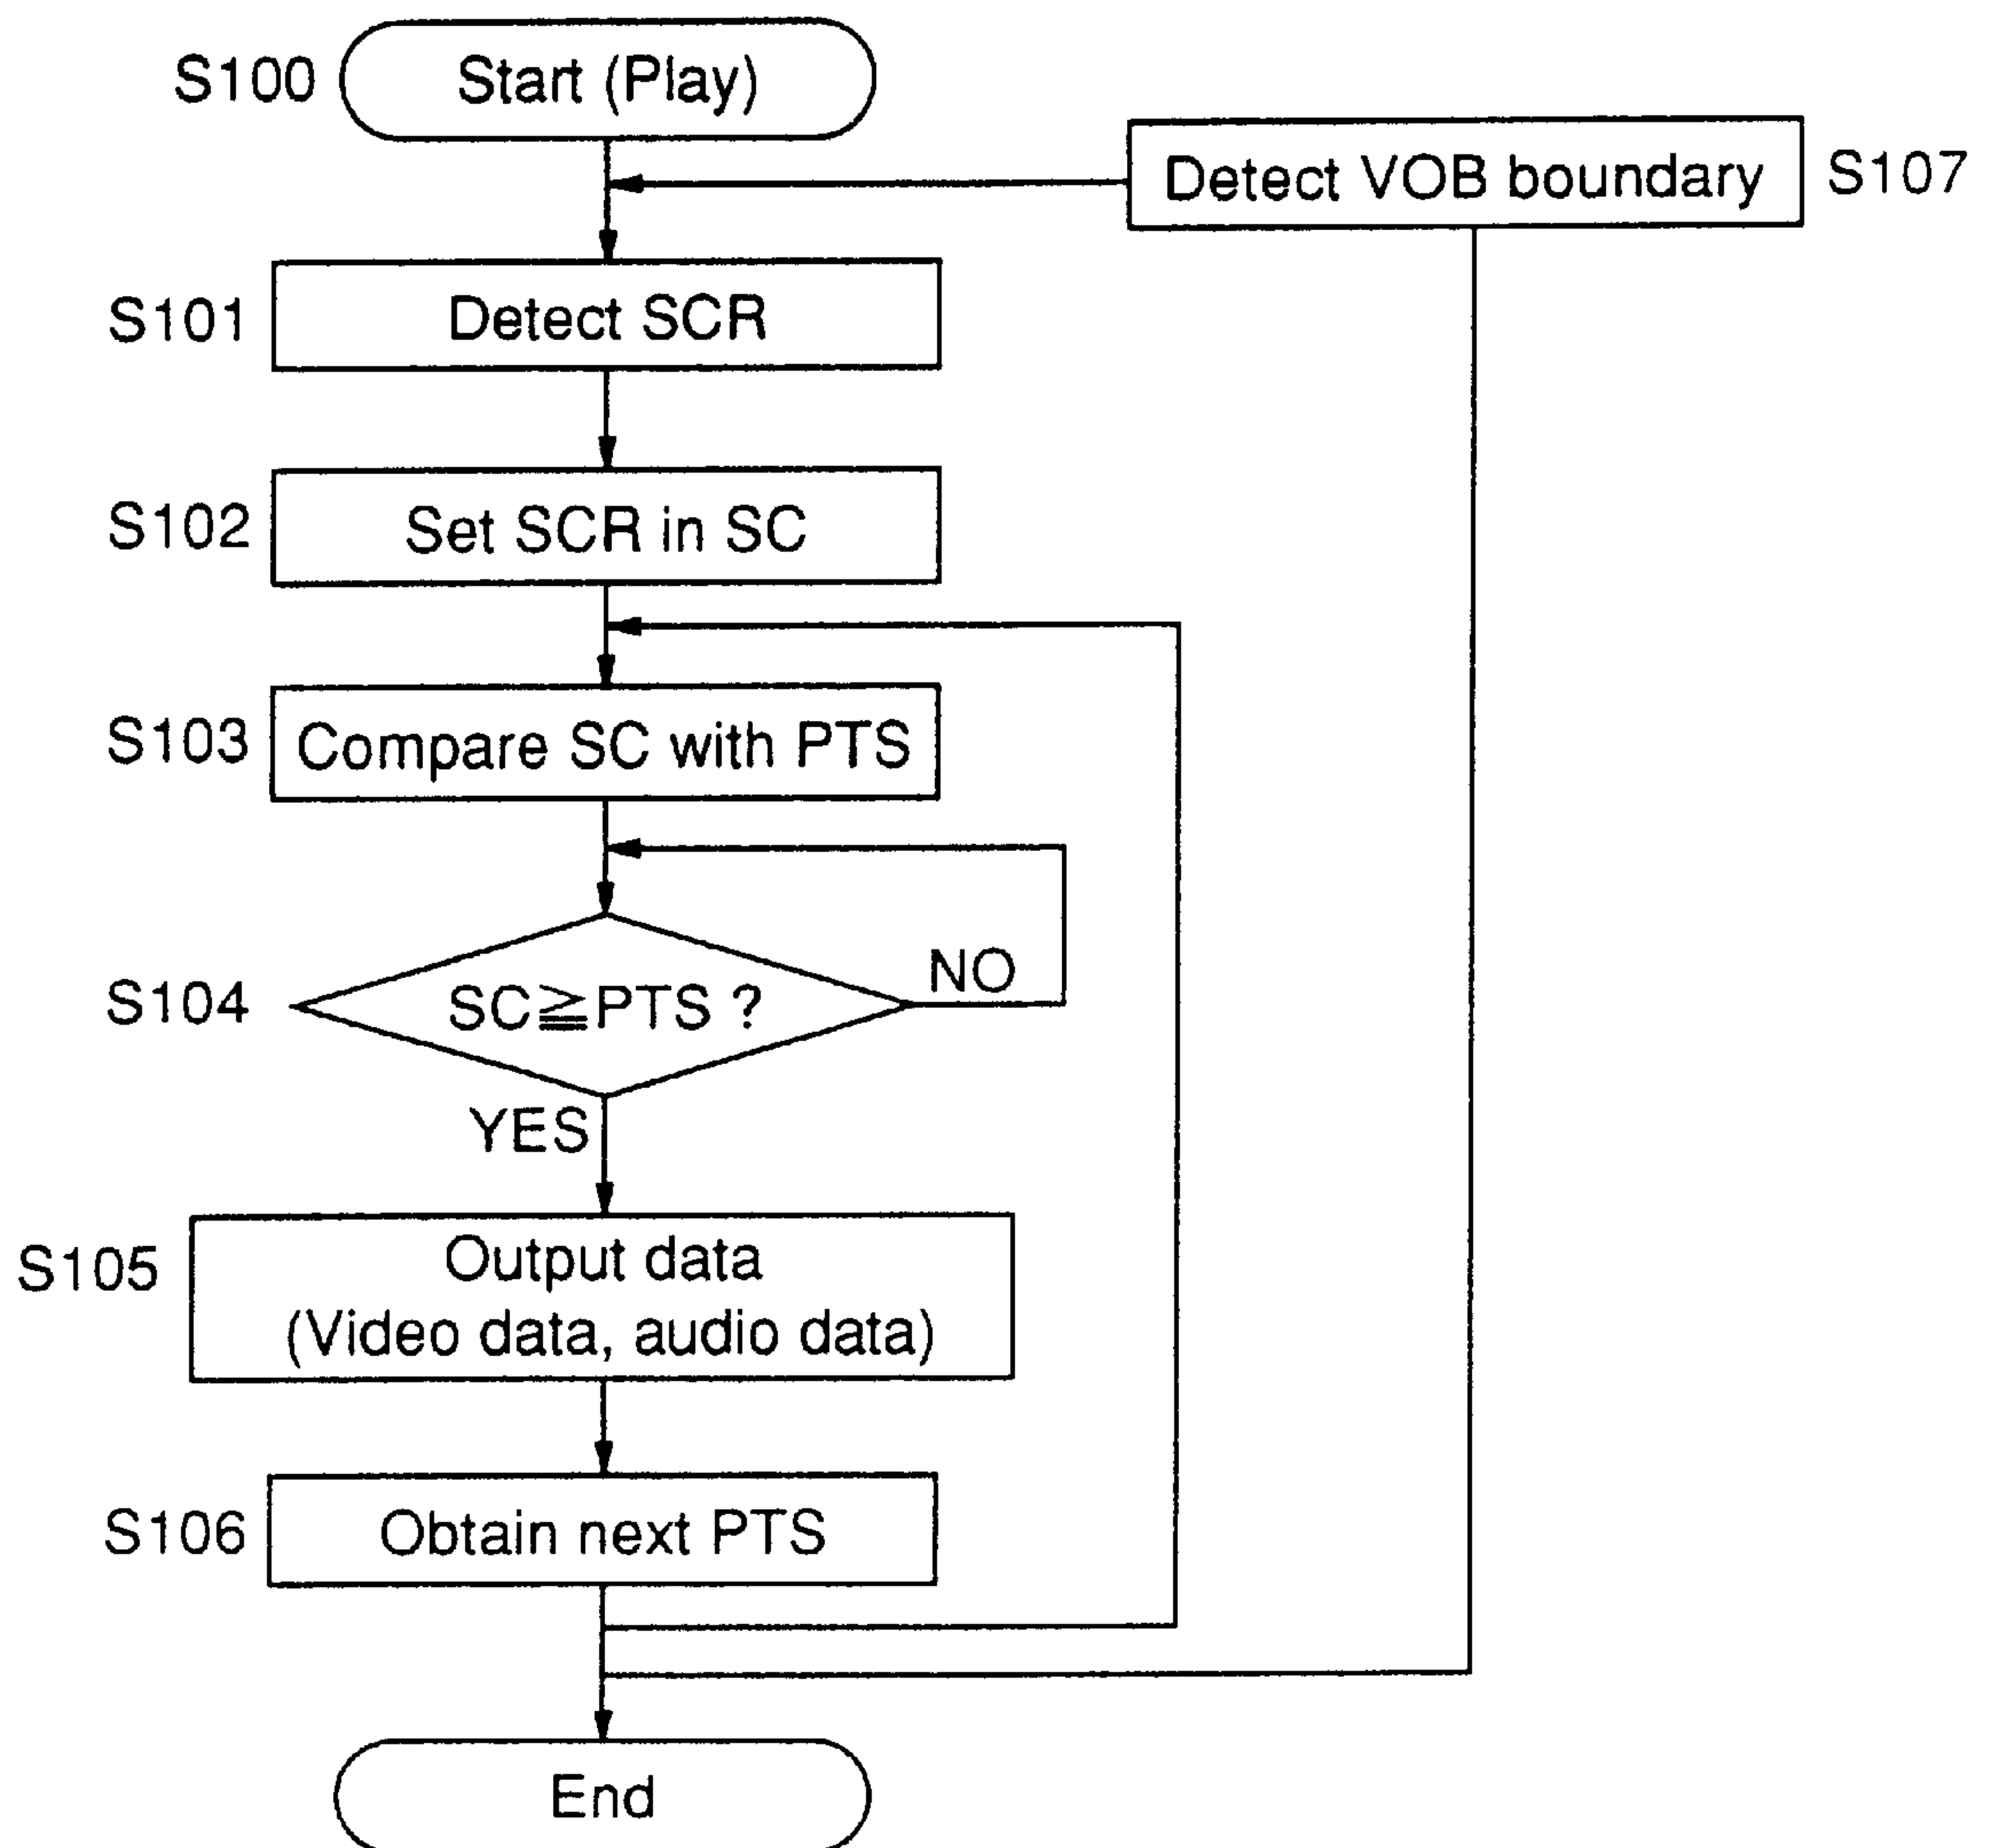 S100 Start (Play)
Detect VOB boundary S107
S101 Detect SCR
S102 Set SCR in SC
S103 Compare SC with PTS
NO
S104 SC≧PTS ?
YES
S105 Output data
(Video data, audio data)
S106 Obtain next PTS
End